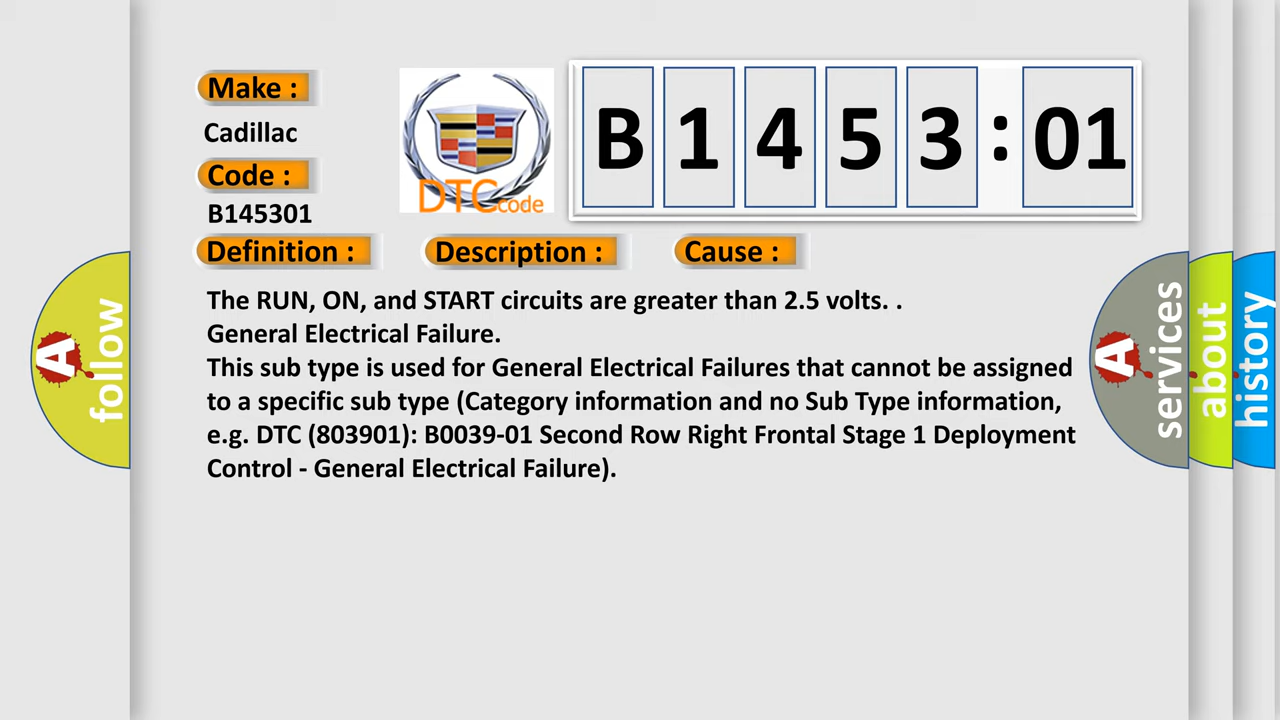 Make :
Cadillac
Code :
B145301
DTC code
B 1 4 5 3 : 01
Definition :
Description :
Cause :
The RUN, ON, and START circuits are greater than 2.5 volts. .
General Electrical Failure.
This sub type is used for General Electrical Failures that cannot be assigned
to a specific sub type (Category information and no Sub Type information,
e.g. DTC (803901): B0039-01 Second Row Right Frontal Stage 1 Deployment
Control - General Electrical Failure).
A follow
A services
about
history